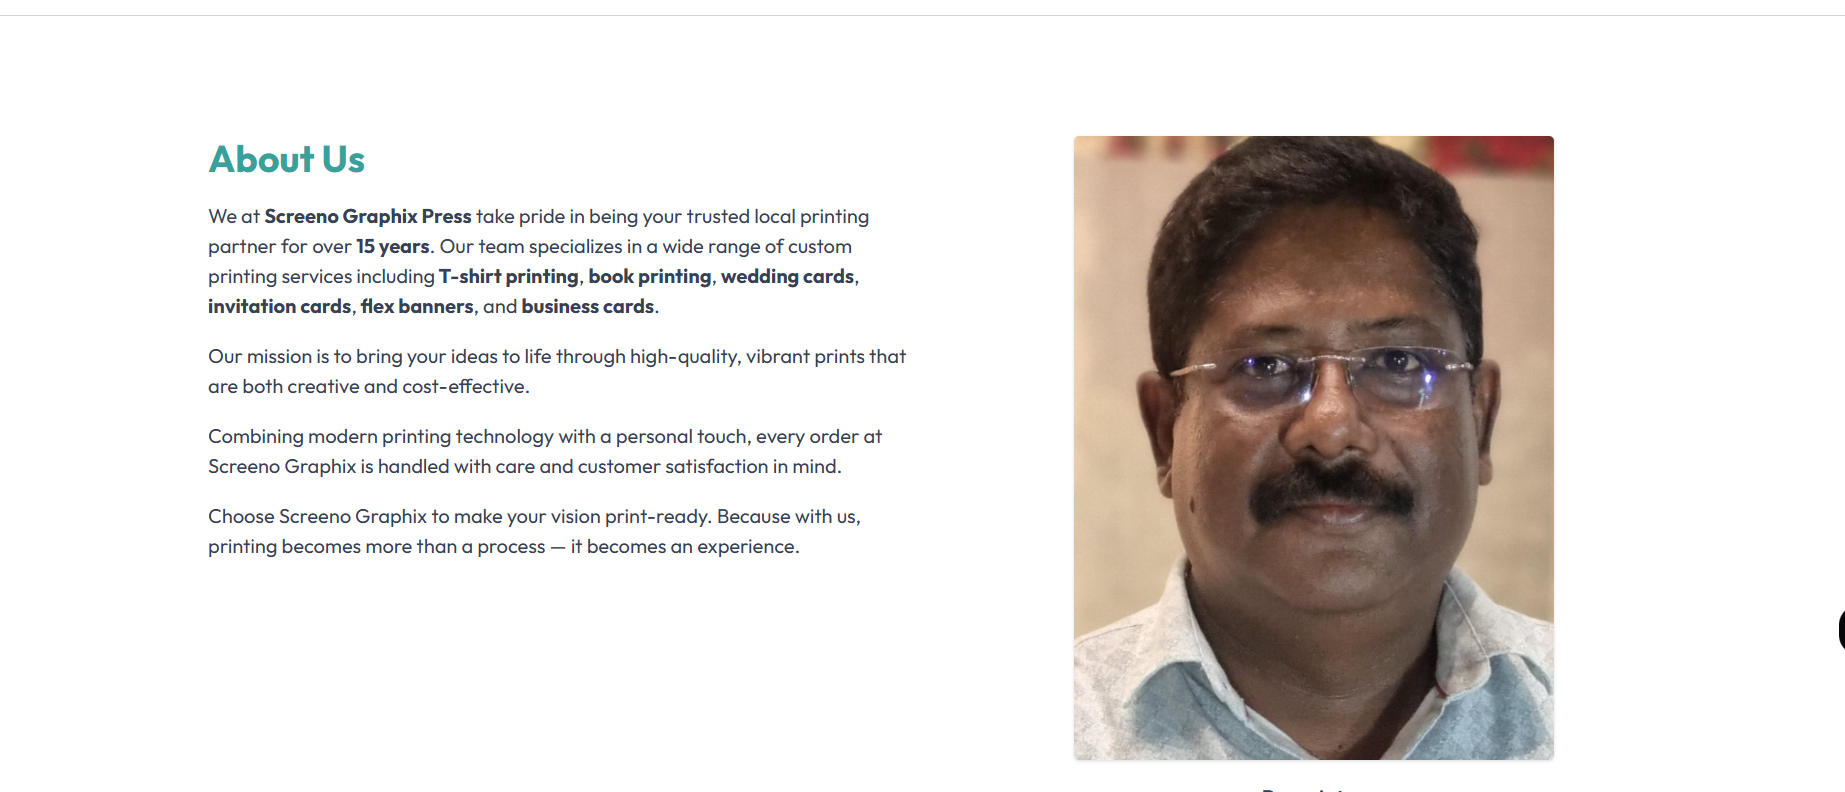 About Us
We at Screeno Graphix Press take pride in being your trusted local printing
partner for over 15 years. Our team specializes in a wide range of custom
printing services including T-shirt printing, book printing, wedding cards,
invitation cards, flex banners, and business cards.
Our mission is to bring your ideas to life through high-quality, vibrant prints that
are both creative and cost-effective.
Combining modern printing technology with a personal touch, every order at
Screeno Graphix is handled with care and customer satisfaction in mind.
Choose Screeno Graphix to make your vision print-ready. Because with us,
printing becomes more than a process — it becomes an experience.